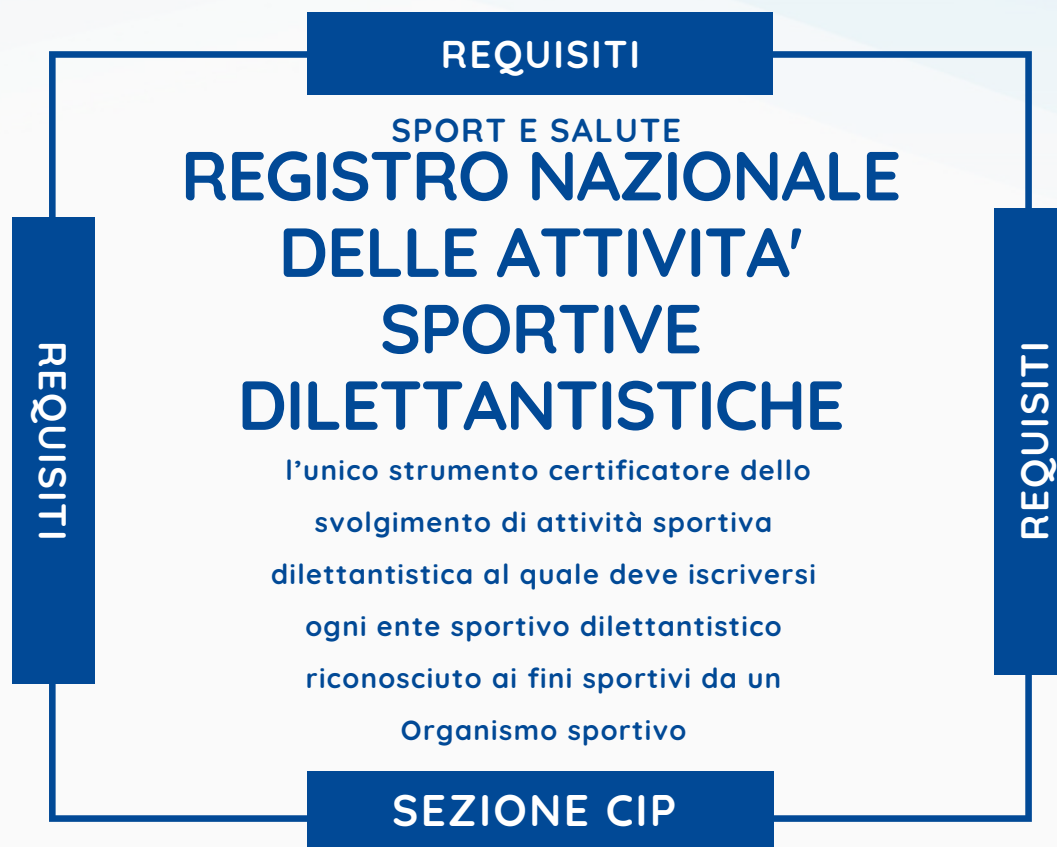 REQUISITI
SPORT E SALUTE
REGISTRO NAZIONALE
DELLE ATTIVITA'
SPORTIVE
DILETTANTISTICHE
l’unico strumento certificatore dello
svolgimento di attività sportiva
dilettantistica al quale deve iscriversi
ogni ente sportivo dilettantistico
riconosciuto ai fini sportivi da un
Organismo sportivo
REQUISITI
REQUISITI
SEZIONE CIP